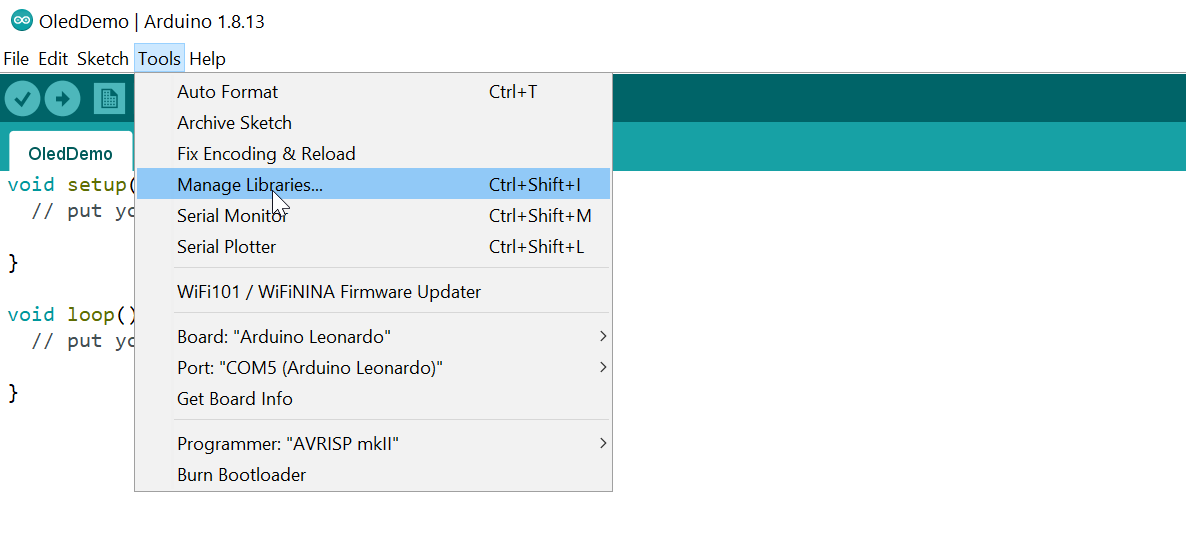 OledDemo | Arduino 1.8.13
File Edit Sketch Tools Help
Auto Format Ctrl+T
Archive Sketch
Fix Encoding & Reload
Manage Libraries... Ctrl+Shift+I
Serial Monitor Ctrl+Shift+M
Serial Plotter Ctrl+Shift+L
WiFi101 / WiFiNINA Firmware Updater
Board: "Arduino Leonardo"
Port: "COM5 (Arduino Leonardo)"
Get Board Info
Programmer: "AVRISP mkII"
Burn Bootloader
OledDemo
void setup(
// put yo
}
void loop()
// put yo
}